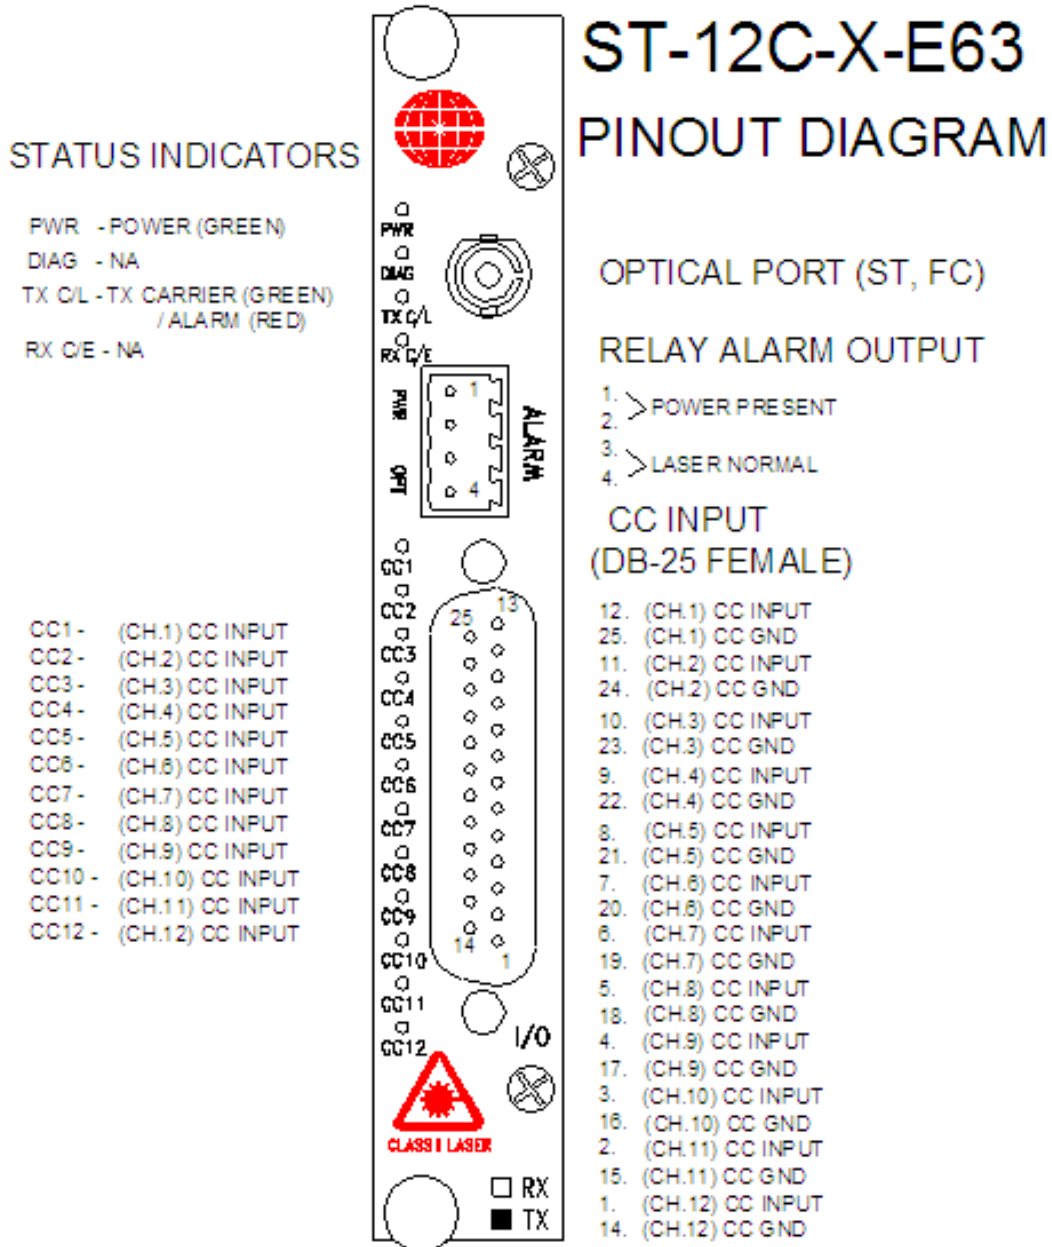 ST-12C-X-E63
PINOUT DIAGRAM
STATUS INDICATORS
PWR - POWER (GREEN)
DIAG - NA
TX C/L - TX CARRIER (GREEN)
/ ALARM (RED)
RX C/E - NA
PWR
DIAG
TX C/L
RX C/E
PWR
OPT
1
4
ALARM
OPTICAL PORT (ST, FC)
RELAY ALARM OUTPUT
1.
2.
POWER PRESENT
3.
4.
LASER NORMAL
CC INPUT
(DB-25 FEMALE)
CC1 - (CH.1) CC INPUT
CC2 - (CH.2) CC INPUT
CC3 - (CH.3) CC INPUT
CC4 - (CH.4) CC INPUT
CC5 - (CH.5) CC INPUT
CC6 - (CH.6) CC INPUT
CC7 - (CH.7) CC INPUT
CC8 - (CH.8) CC INPUT
CC9 - (CH.9) CC INPUT
CC10 - (CH.10) CC INPUT
CC11 - (CH.11) CC INPUT
CC12 - (CH.12) CC INPUT
CC1
CC2
CC3
CC4
CC5
CC6
CC7
CC8
CC9
CC10
CC11
CC12
25
13
14
1
I/O
CLASS I LASER
RX
TX
12. (CH.1) CC INPUT
25. (CH.1) CC GND
11. (CH.2) CC INPUT
24. (CH.2) CC GND
10. (CH.3) CC INPUT
23. (CH.3) CC GND
9. (CH.4) CC INPUT
22. (CH.4) CC GND
8. (CH.5) CC INPUT
21. (CH.5) CC GND
7. (CH.6) CC INPUT
20. (CH.6) CC GND
6. (CH.7) CC INPUT
19. (CH.7) CC GND
5. (CH.8) CC INPUT
18. (CH.8) CC GND
4. (CH.9) CC INPUT
17. (CH.9) CC GND
3. (CH.10) CC INPUT
16. (CH.10) CC GND
2. (CH.11) CC INPUT
15. (CH.11) CC GND
1. (CH.12) CC INPUT
14. (CH.12) CC GND